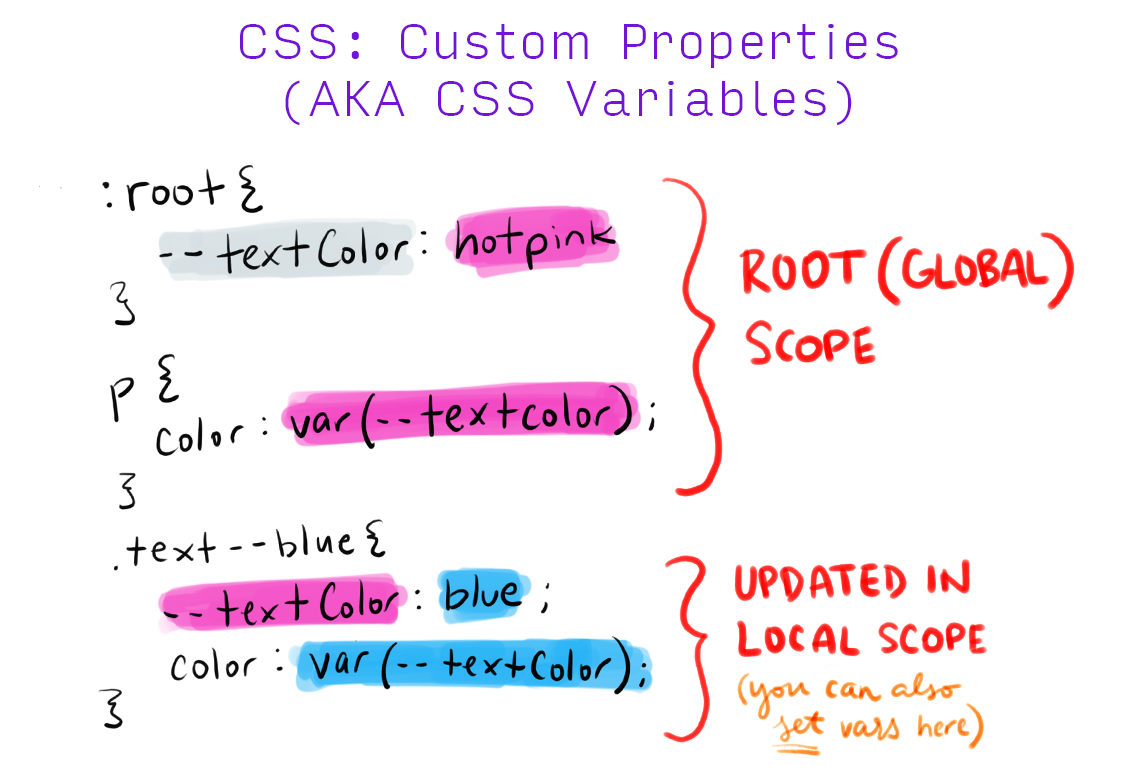 CSS: Custom Properties
(AKA CSS Variables)
:root {
--textColor: hotpink
}
p {
color: var(--textcolor);
}
.text--blue {
--textColor: blue;
color: var(--textColor);
}
ROOT (GLOBAL)
SCOPE
UPDATED IN
LOCAL SCOPE
(you can also
set vars here)